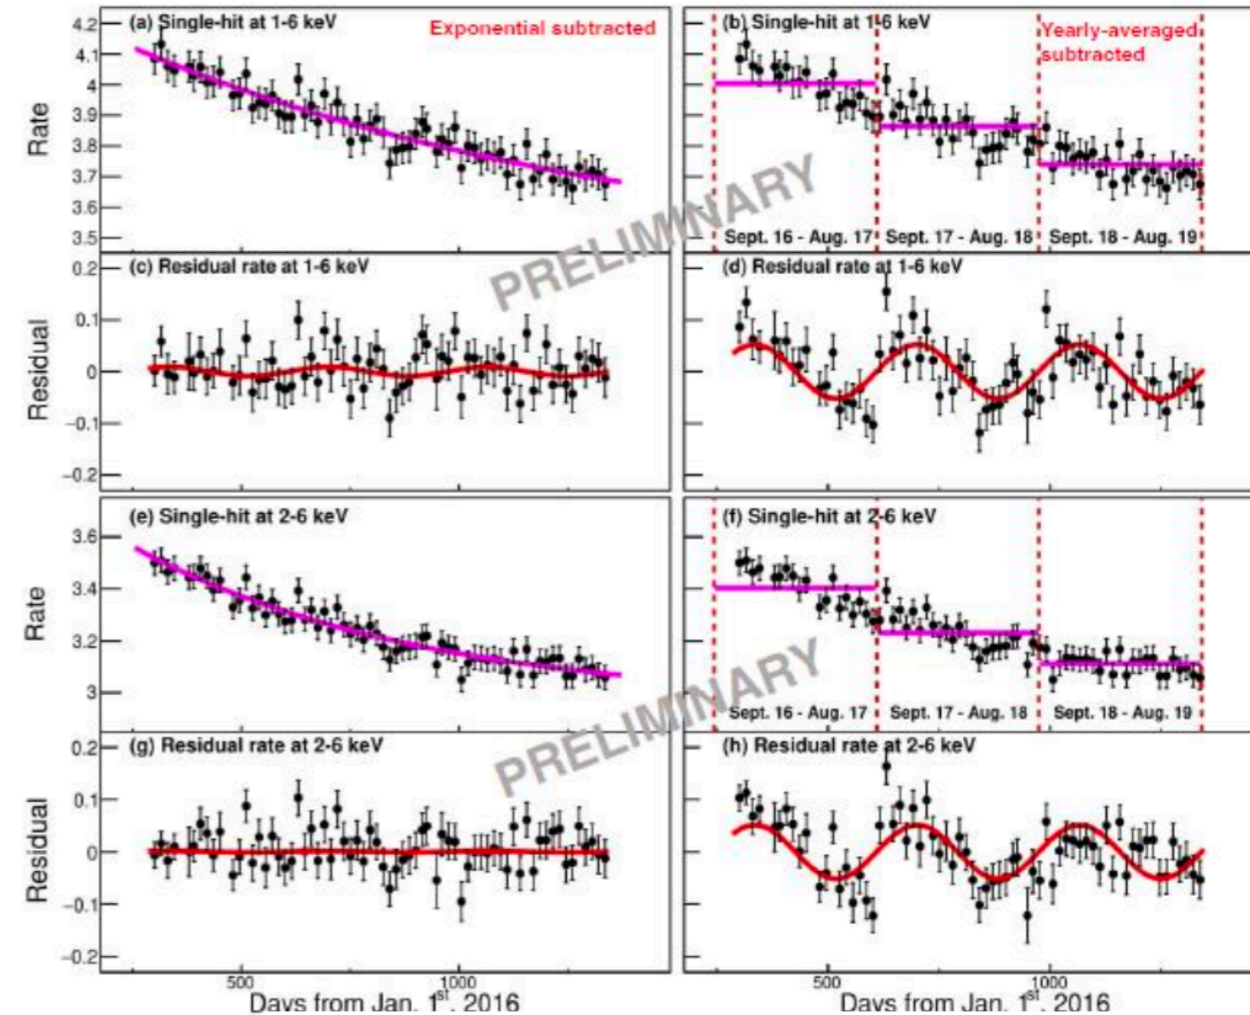 (a) Single-hit at 1-6 keV
Exponential subtracted
4.2
4.1
4
3.9
3.8
3.7
3.6
3.5
Rate
(b) Single-hit at 1-6 keV
Yearly-averaged
subtracted
Sept. 16 - Aug. 17
Sept. 17 - Aug. 18
Sept. 18 - Aug. 19
PRELIMINARY
(c) Residual rate at 1-6 keV
0.2
0.1
0
−0.1
−0.2
Residual
(d) Residual rate at 1-6 keV
(e) Single-hit at 2-6 keV
3.6
3.4
3.2
3
Rate
(f) Single-hit at 2-6 keV
Sept. 16 - Aug. 17
Sept. 17 - Aug. 18
Sept. 18 - Aug. 19
PRELIMINARY
(g) Residual rate at 2-6 keV
0.2
0.1
0
−0.1
−0.2
Residual
(h) Residual rate at 2-6 keV
500
1000
Days from Jan. 1st, 2016
500
1000
Days from Jan. 1st, 2016